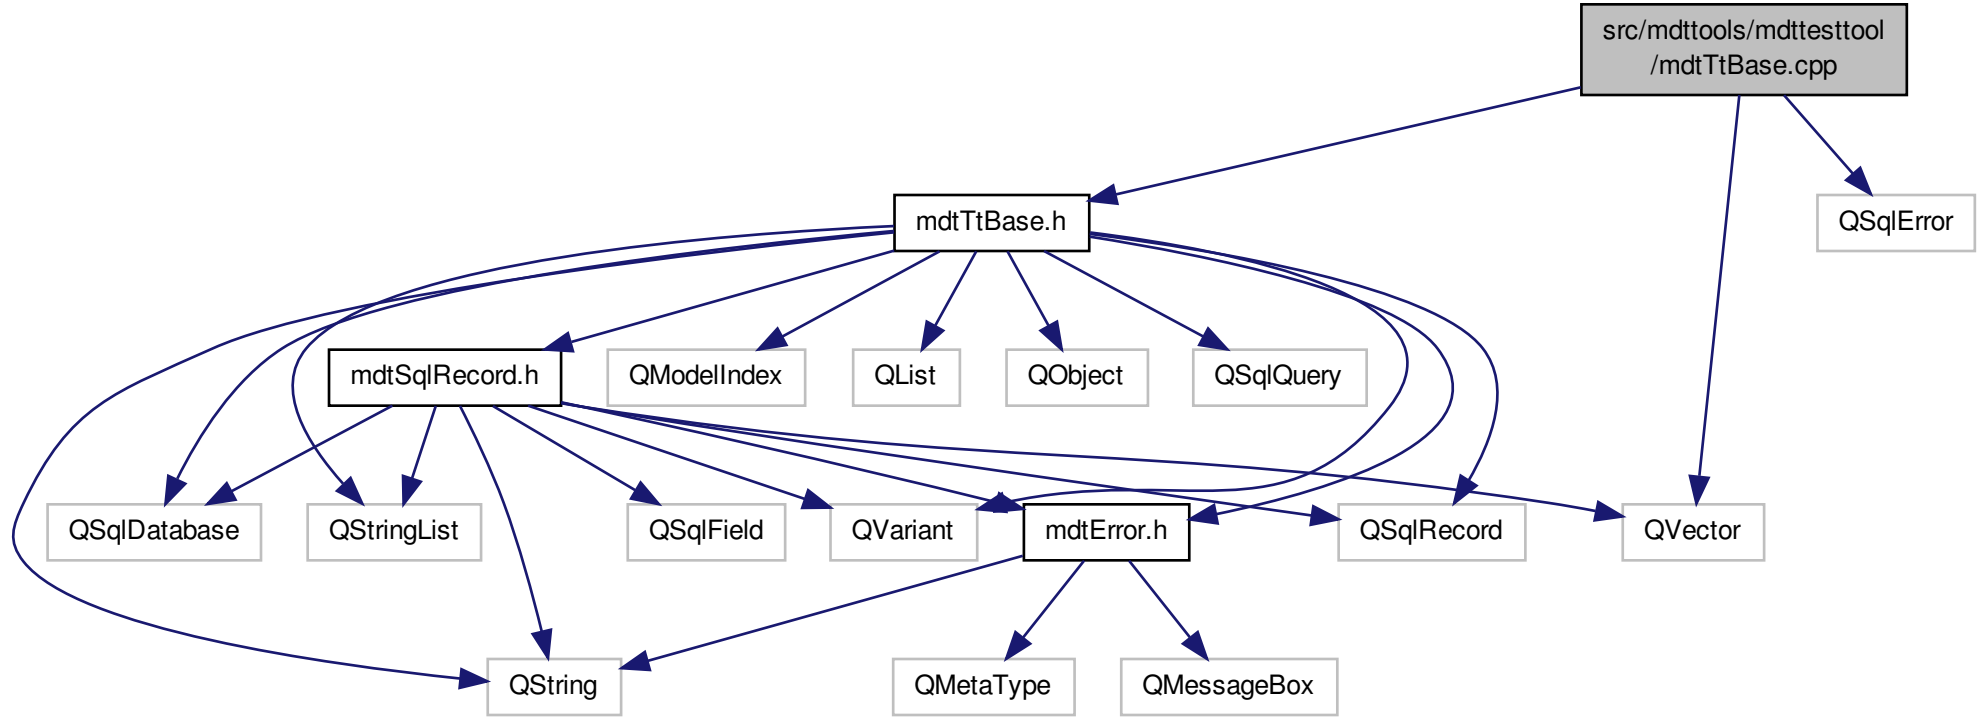 src/mdttools/mdttesttool
/mdtTtBase.cpp
mdtTtBase.h
QSqlError
mdtSqlRecord.h
QModelIndex
QList
QObject
QSqlQuery
QSqlDatabase
QStringList
QSqlField
QVariant
mdtError.h
QSqlRecord
QVector
QString
QMetaType
QMessageBox